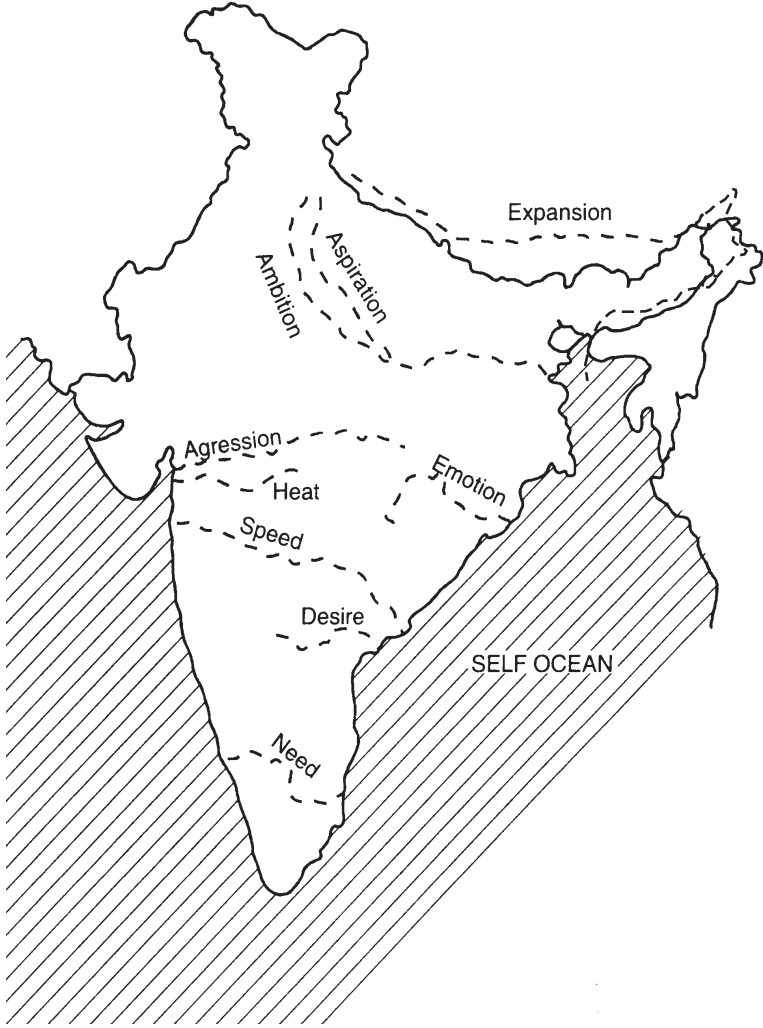 Expansion
Aspiration
Ambition
Agression
Emotion
Heat
Speed
Desire
SELF OCEAN
Need